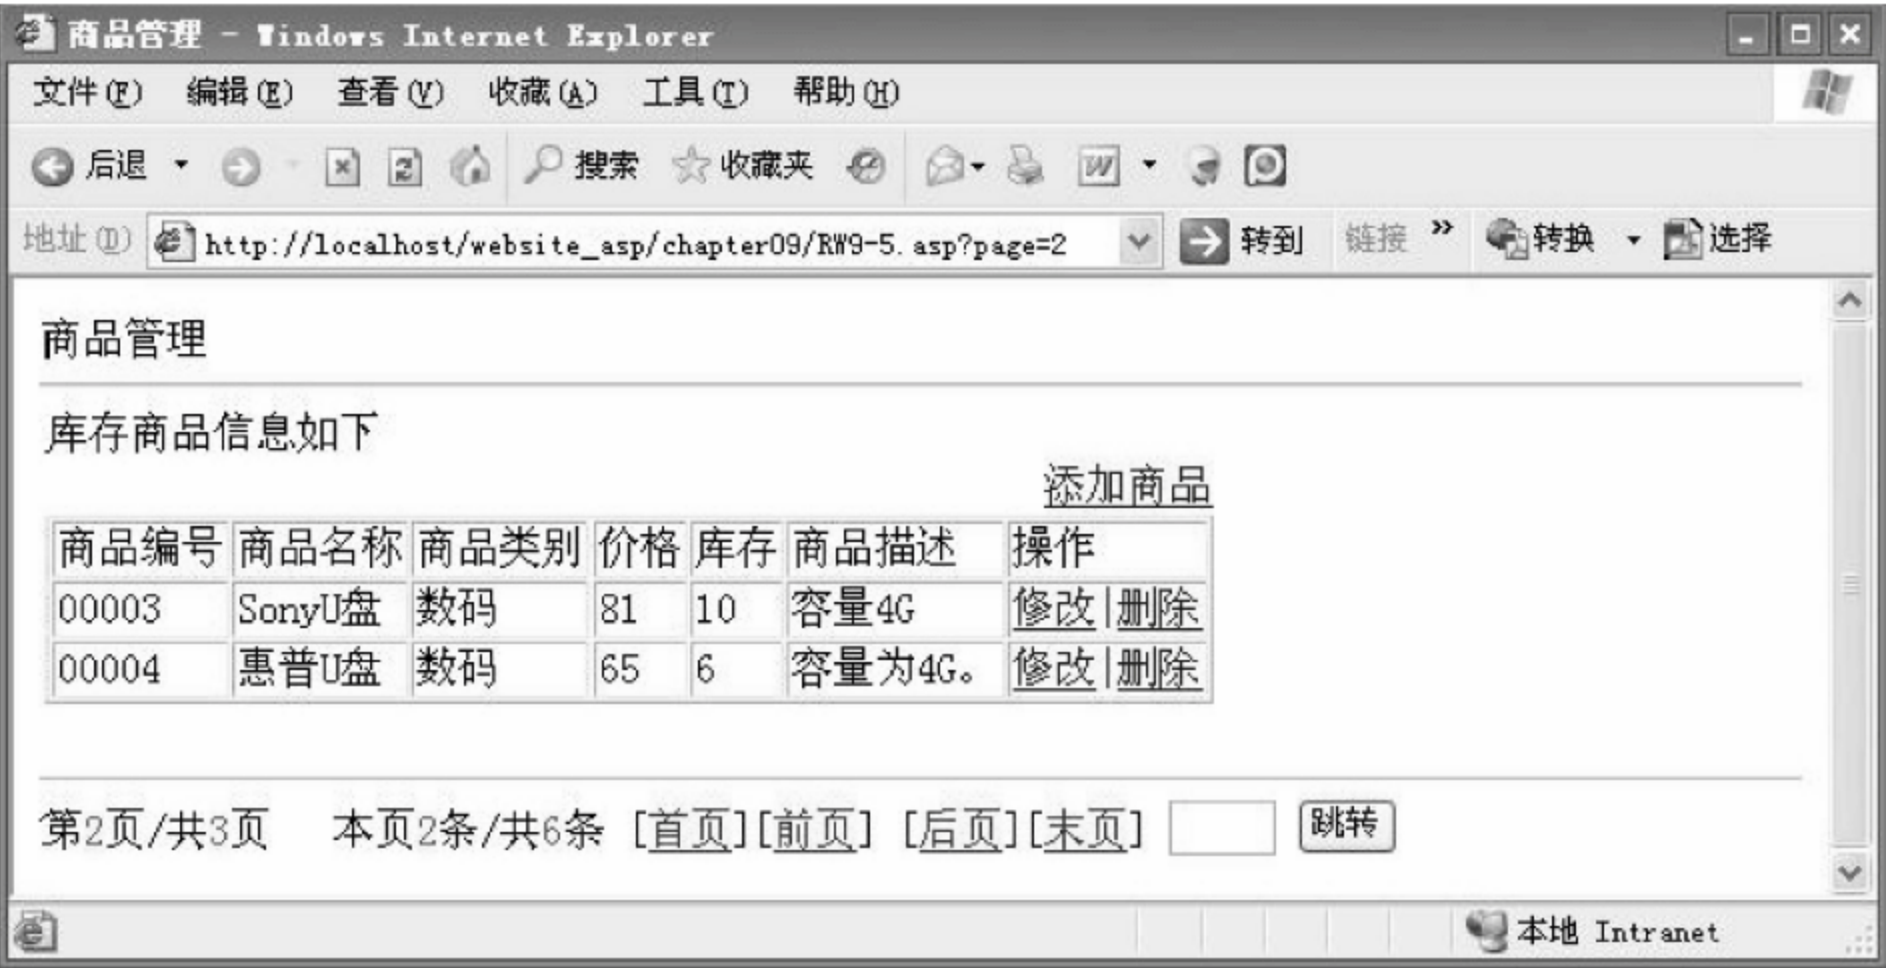 商品管理 - Windows Internet Explorer
文件(F) 编辑(E) 查看(V) 收藏(A) 工具(T) 帮助(H)
后退 搜索 收藏夹 W
地址(D) http://localhost/website_asp/chapter09/RW9-5.asp?page=2 转到 链接 » 转换 选择
商品管理
库存商品信息如下
添加商品
商品编号 商品名称 商品类别 价格 库存 商品描述 操作
00003 SonyU盘 数码 81 10 容量4G 修改|删除
00004 惠普U盘 数码 65 6 容量为4G。 修改|删除
第2页/共3页 本页2条/共6条 [首页][前页] [后页][末页] 跳转
本地 Intranet